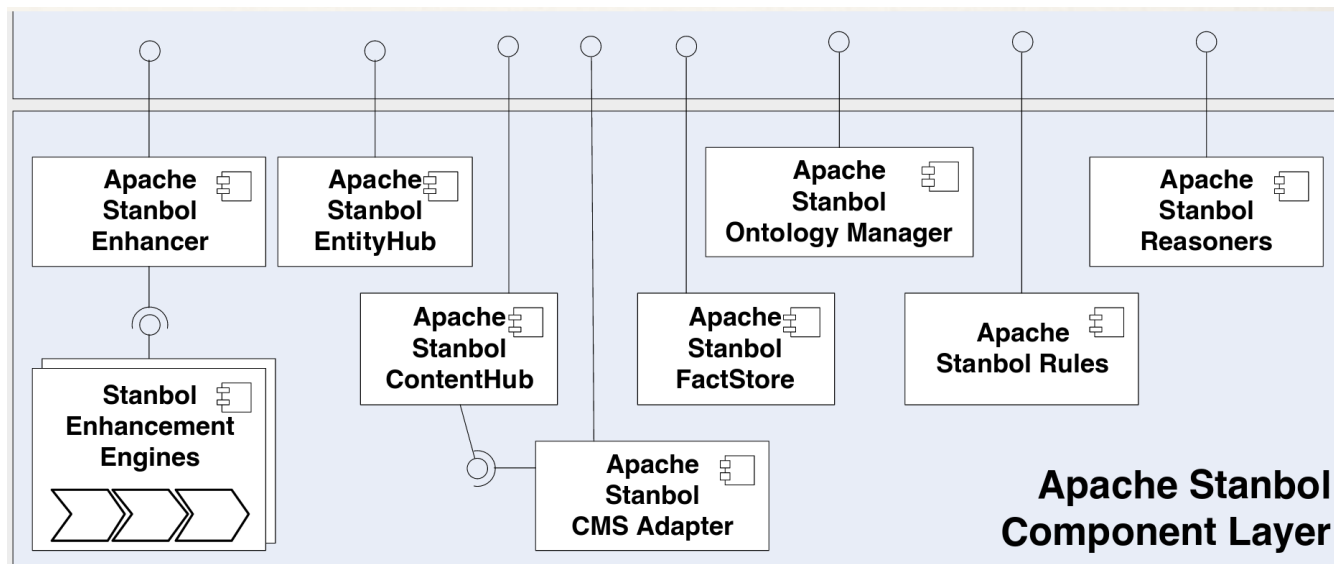 Apache
Stanbol
Enhancer
Apache
Stanbol
EntityHub
Apache
Stanbol
Ontology Manager
Apache
Stanbol
Reasoners
Apache
Stanbol
ContentHub
Apache
Stanbol
FactStore
Apache
Stanbol Rules
Stanbol
Enhancement
Engines
Apache
Stanbol
CMS Adapter
Apache Stanbol
Component Layer